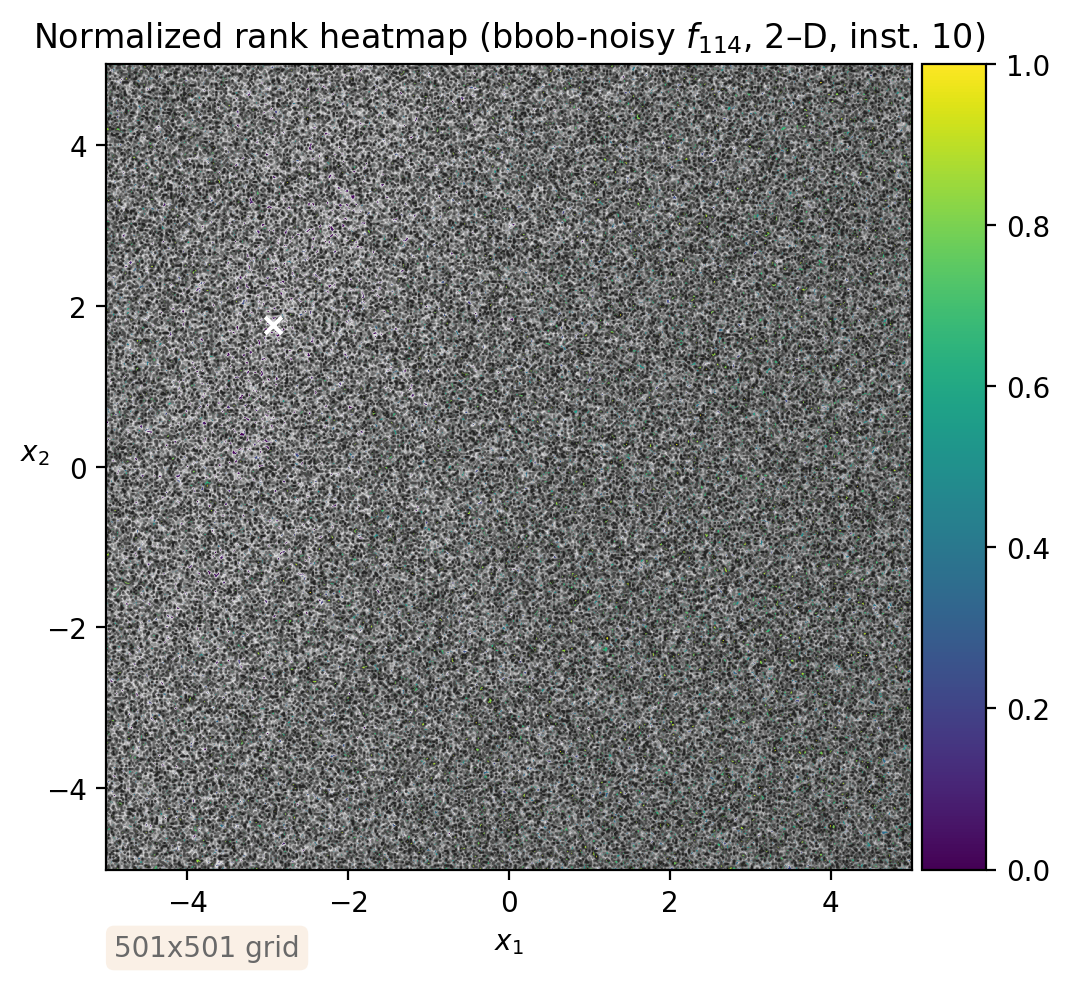 Normalized rank heatmap (bbob-noisy f₁₁₄, 2–D, inst. 10)
1.0
4
0.8
2
0.6
x₂
0
0.4
−2
0.2
−4
0.0
−4 −2 0 2 4
x₁
501x501 grid